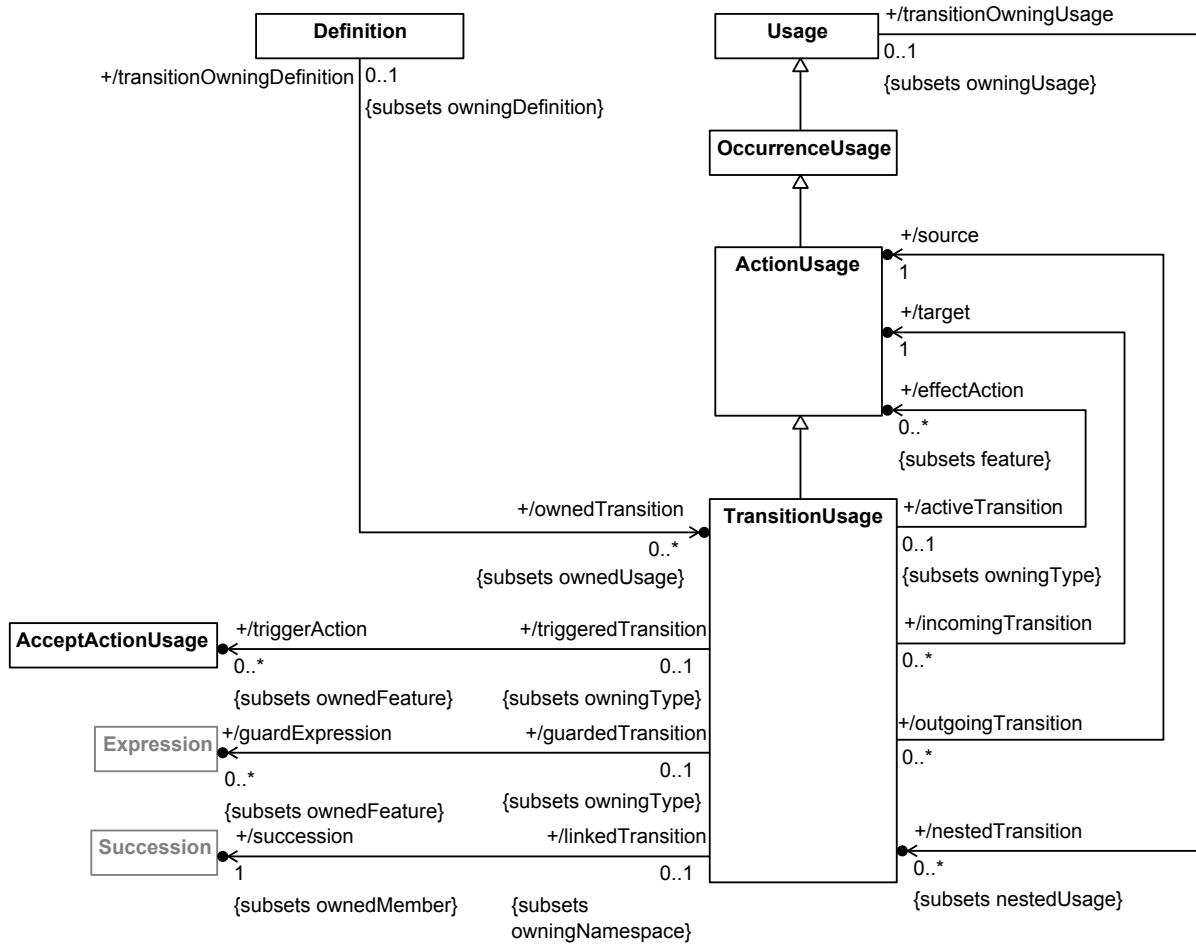 Definition
+/transitionOwningDefinition
0..1
{subsets owningDefinition}
Usage
+/transitionOwningUsage
0..1
{subsets owningUsage}
OccurrenceUsage
ActionUsage
+/source
1
+/target
1
+/effectAction
0..*
{subsets feature}
+/ownedTransition
0..*
{subsets ownedUsage}
TransitionUsage
+/activeTransition
0..1
{subsets owningType}
+/incomingTransition
0..*
+/outgoingTransition
0..*
+/nestedTransition
0..*
{subsets nestedUsage}
AcceptActionUsage
+/triggerAction
0..*
{subsets ownedFeature}
+/triggeredTransition
0..1
{subsets owningType}
Expression
+/guardExpression
0..*
{subsets ownedFeature}
+/guardedTransition
0..1
{subsets owningType}
Succession
+/succession
1
{subsets ownedMember}
+/linkedTransition
0..1
{subsets
owningNamespace}